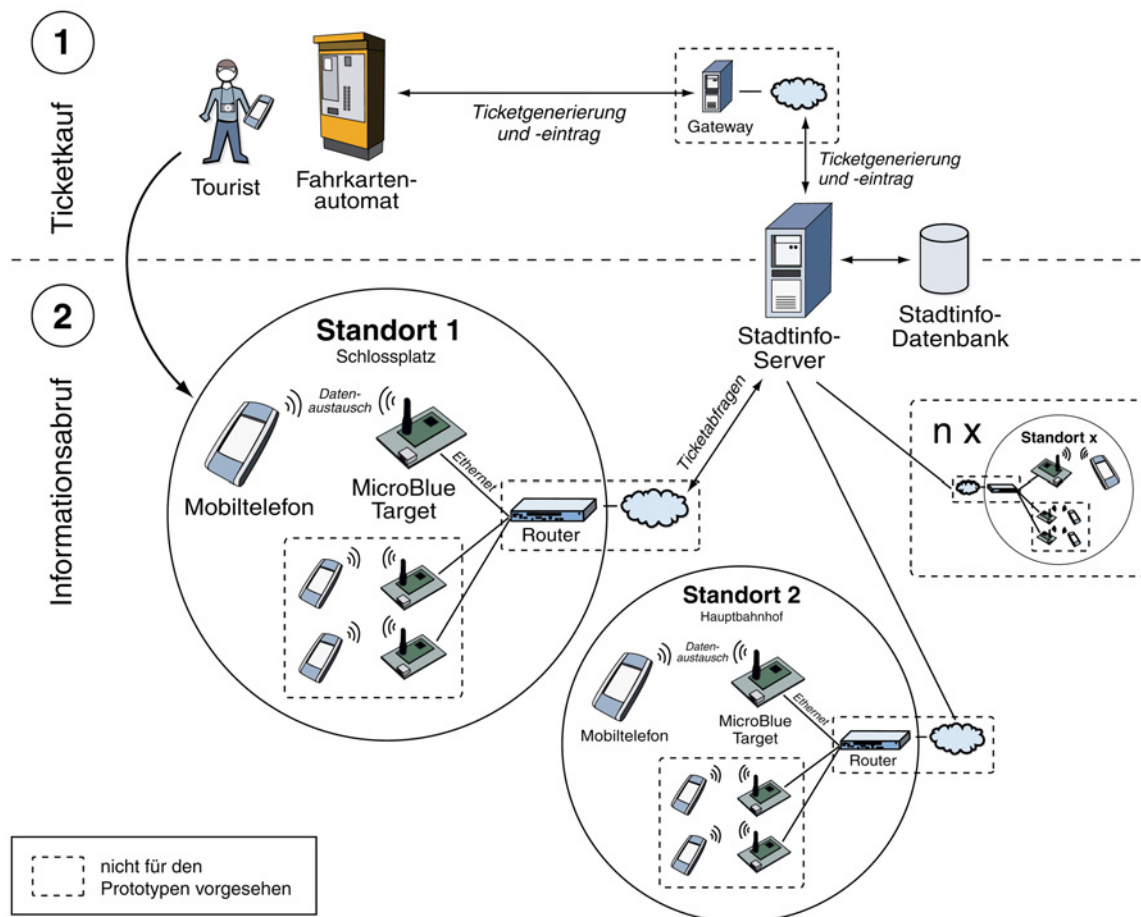 1
Ticketkauf
Tourist
Fahrkarten-
automat
Ticketgenerierung
und -eintrag
Gateway
Ticketgenerierung
und -eintrag
Stadtinfo-
Server
Stadtinfo-
Datenbank
2
Informationsabruf
Standort 1
Schlossplatz
Daten-
austausch
Mobiltelefon
MicroBlue
Target
Ethernet
Router
Ticketabfragen
n x
Standort x
Standort 2
Hauptbahnhof
Daten-
austausch
Mobiltelefon
MicroBlue
Target
Ethernet
Router
nicht für den
Prototypen vorgesehen